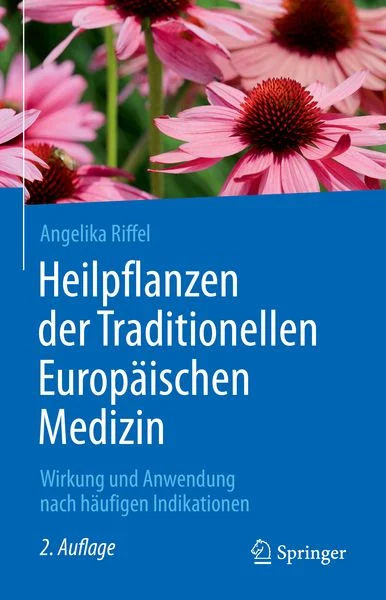 Angelika Riffel
Heilpflanzen
der Traditionellen
Europäischen
Medizin
Wirkung und Anwendung
nach häufigen Indikationen
2. Auflage
Springer